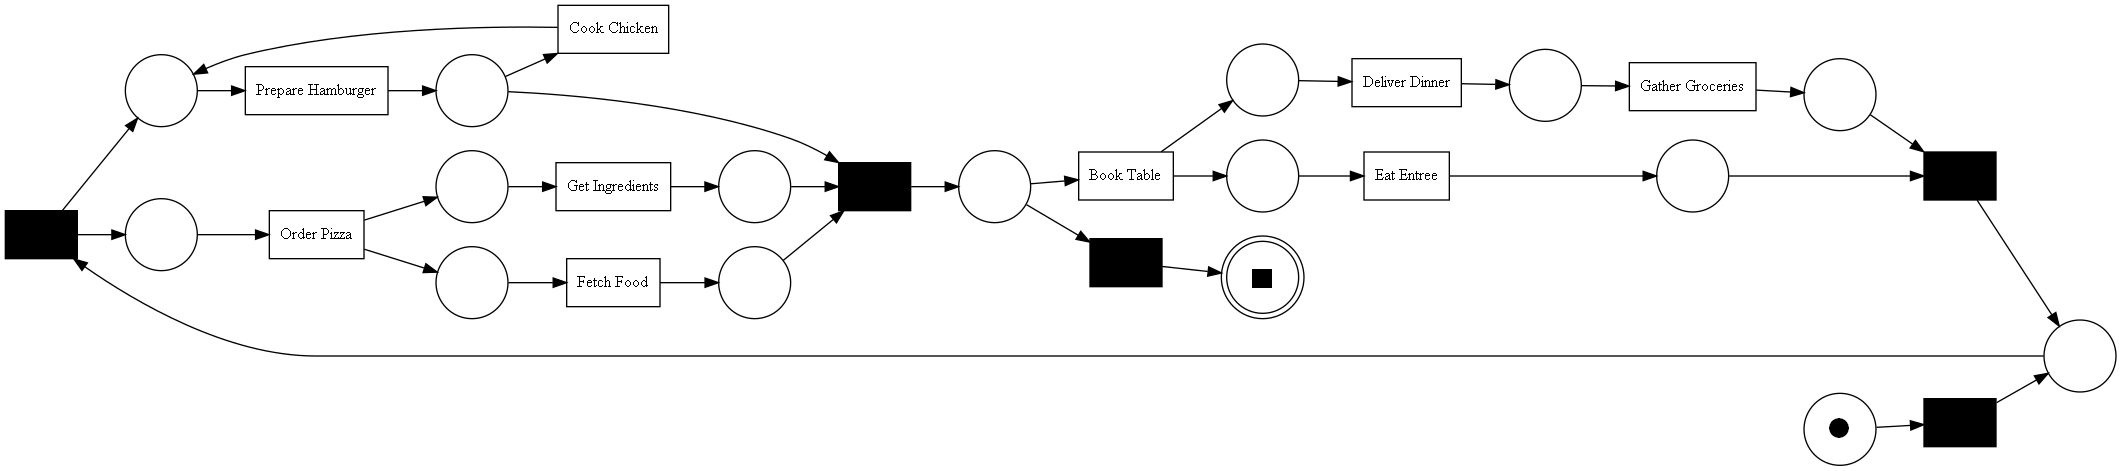 Cook Chicken
Prepare Hamburger
Deliver Dinner
Gather Groceries
Get Ingredients
Book Table
Eat Entree
Order Pizza
Fetch Food